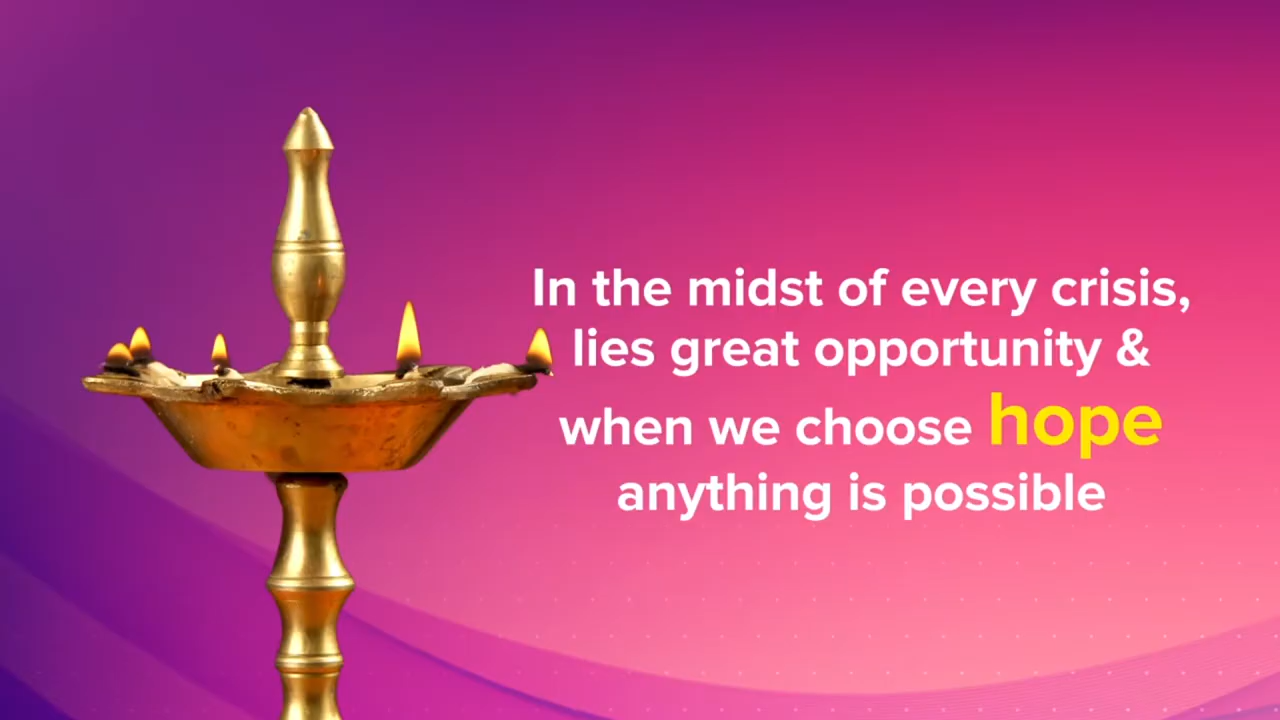 In the midst of every crisis,
lies great opportunity &
when we choose hope
anything is possible